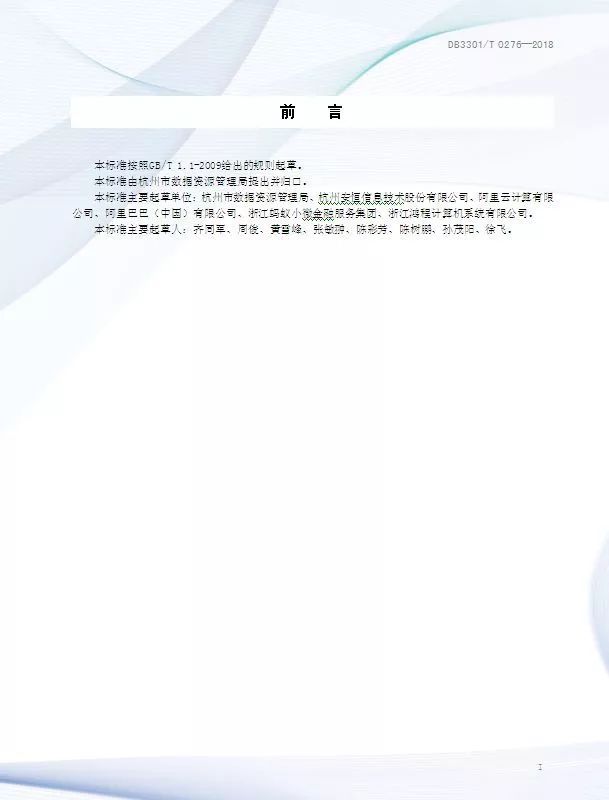 DB3301/T 0276—2018
前 言
本标准按照GB/T 1.1-2009给出的规则起草。
本标准由杭州市数据资源管理局提出并归口。
本标准主要起草单位：杭州市数据资源管理局、杭州安恒信息技术股份有限公司、阿里云计算有限
公司、阿里巴巴（中国）有限公司、浙江蚂蚁小微金融服务集团、浙江鸿程计算机系统有限公司。
本标准主要起草人：齐同军、周俊、黄雪峰、张敏翀、陈彩芳、陈树鹏、孙茂阳、徐飞。
I